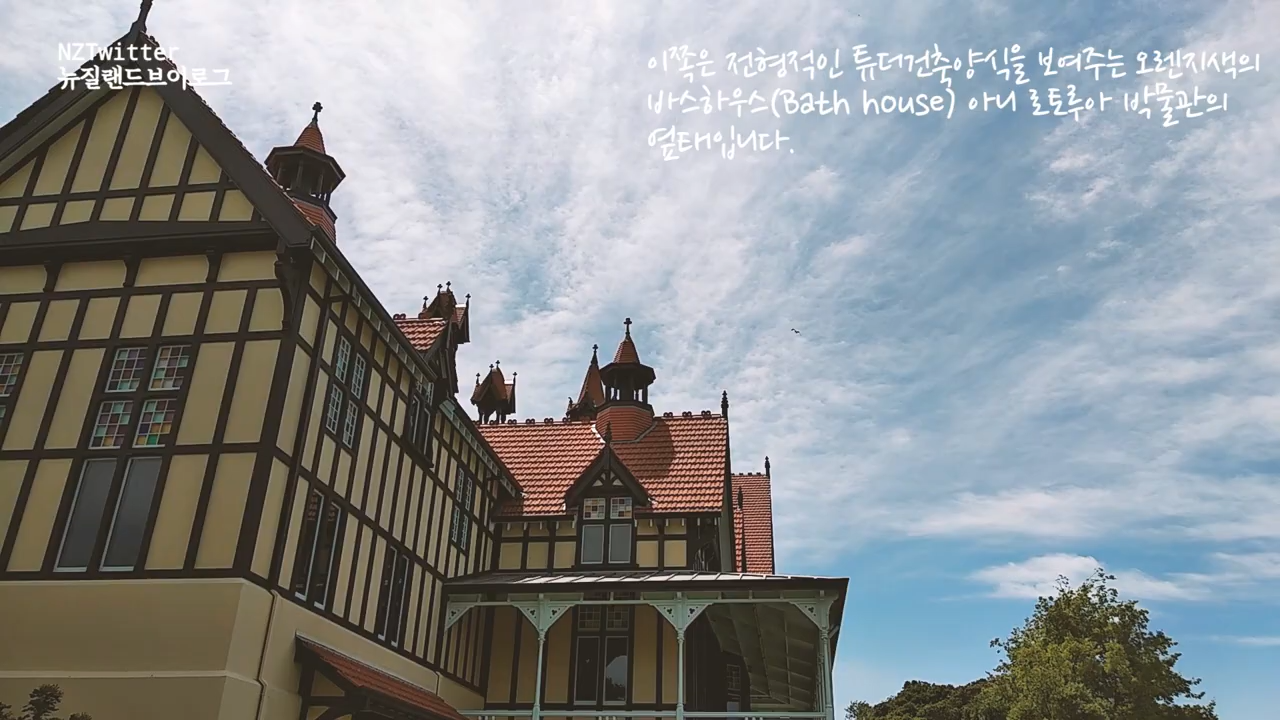 NZTwitter
뉴질랜드브이로그
이쪽은 전형적인 튜더건축양식을 보여주는 오렌지색의
바스하우스(Bath house) 아니 로토루아 박물관의
옆태입니다.